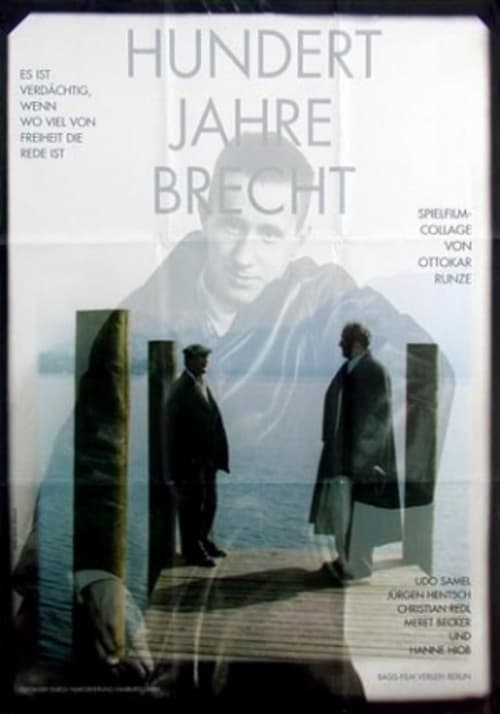 HUNDERT
JAHRE
BRECHT
ES IST
VERDÄCHTIG,
WENN
WO VIEL VON
FREIHEIT DIE
REDE IST
SPIELFILM-
COLLAGE
VON
OTTOKAR
RUNZE
UDO SAMEL
JÜRGEN HENTSCH
CHRISTIAN REDL
MERET BECKER
UND
HANNE HIOB
BASIS-FILM VERLEIH BERLIN